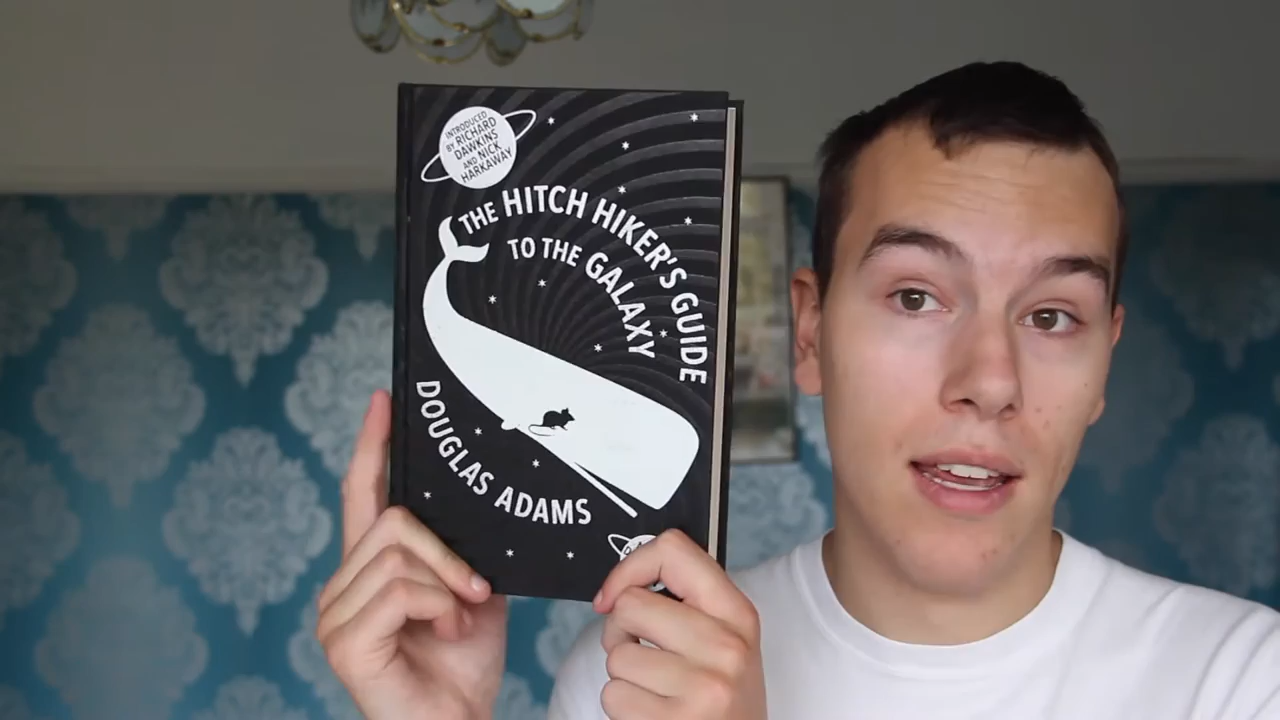 INTRODUCED
BY RICHARD
DAWKINS
AND NICK
HARKAWAY
THE HITCH HIKER'S GUIDE
TO THE GALAXY
DOUGLAS ADAMS